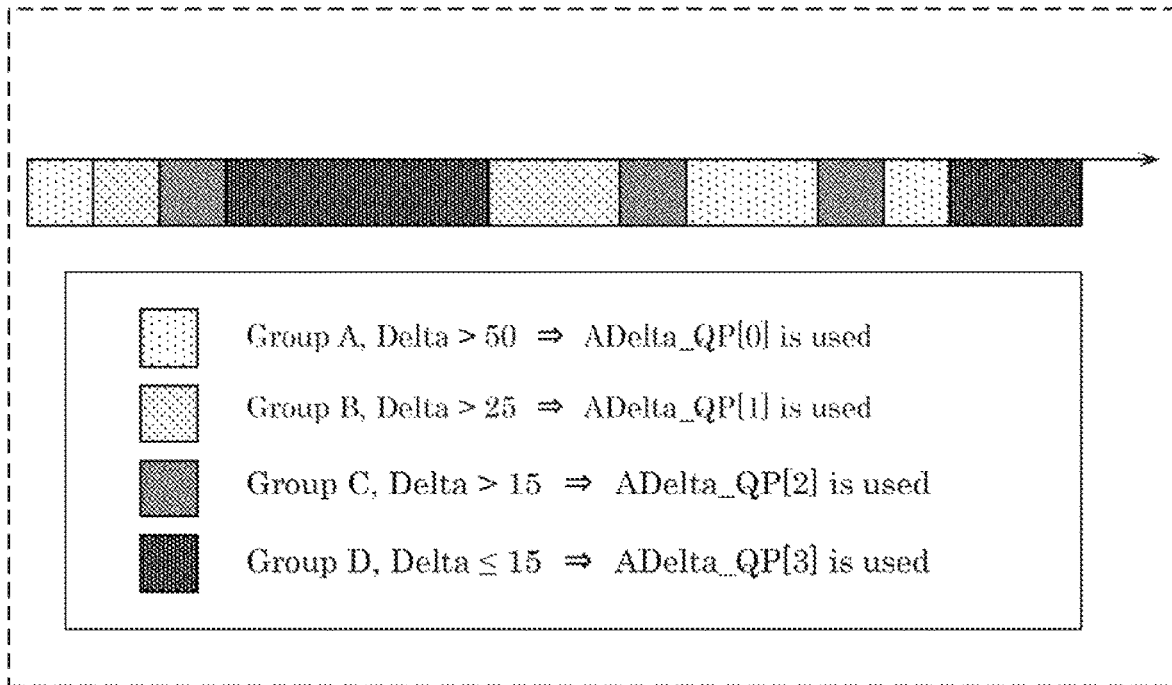 Group A, Delta > 50 ⇒ ADelta_QP[0] is used
Group B, Delta > 25 ⇒ ADelta_QP[1] is used
Group C, Delta > 15 ⇒ ADelta_QP[2] is used
Group D, Delta ≤ 15 ⇒ ADelta_QP[3] is used